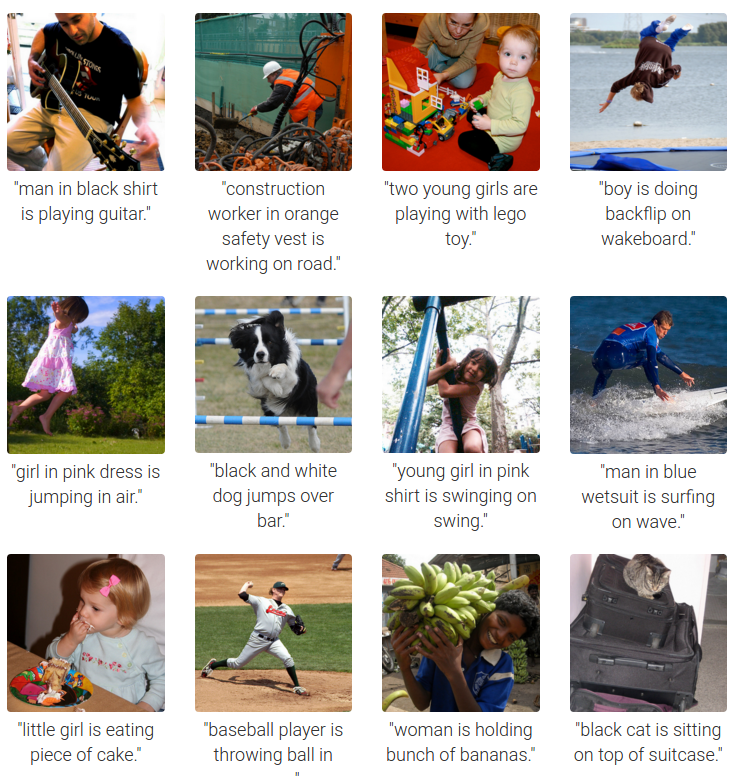 "man in black shirt
is playing guitar."
"construction
worker in orange
safety vest is
working on road."
"two young girls are
playing with lego
toy."
"boy is doing
backflip on
wakeboard."
"girl in pink dress is
jumping in air."
"black and white
dog jumps over
bar."
"young girl in pink
shirt is swinging on
swing."
"man in blue
wetsuit is surfing
on wave."
"little girl is eating
piece of cake."
"baseball player is
throwing ball in
"woman is holding
bunch of bananas."
"black cat is sitting
on top of suitcase."